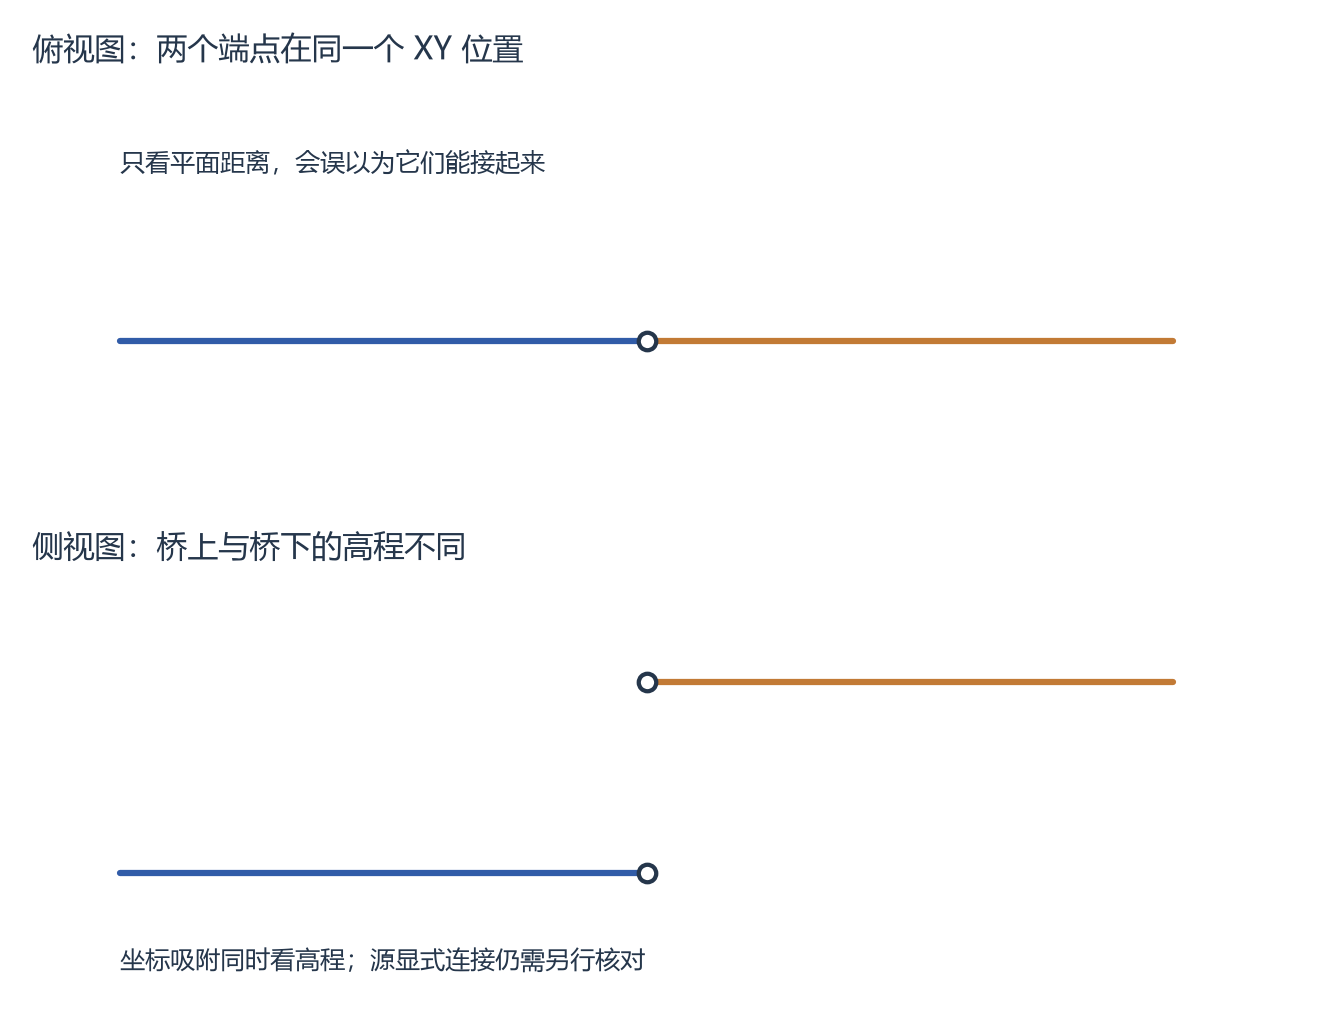 俯视图：两个端点在同一个 XY 位置
只看平面距离，会误以为它们能接起来
侧视图：桥上与桥下的高程不同
坐标吸附同时看高程；源显式连接仍需另行核对